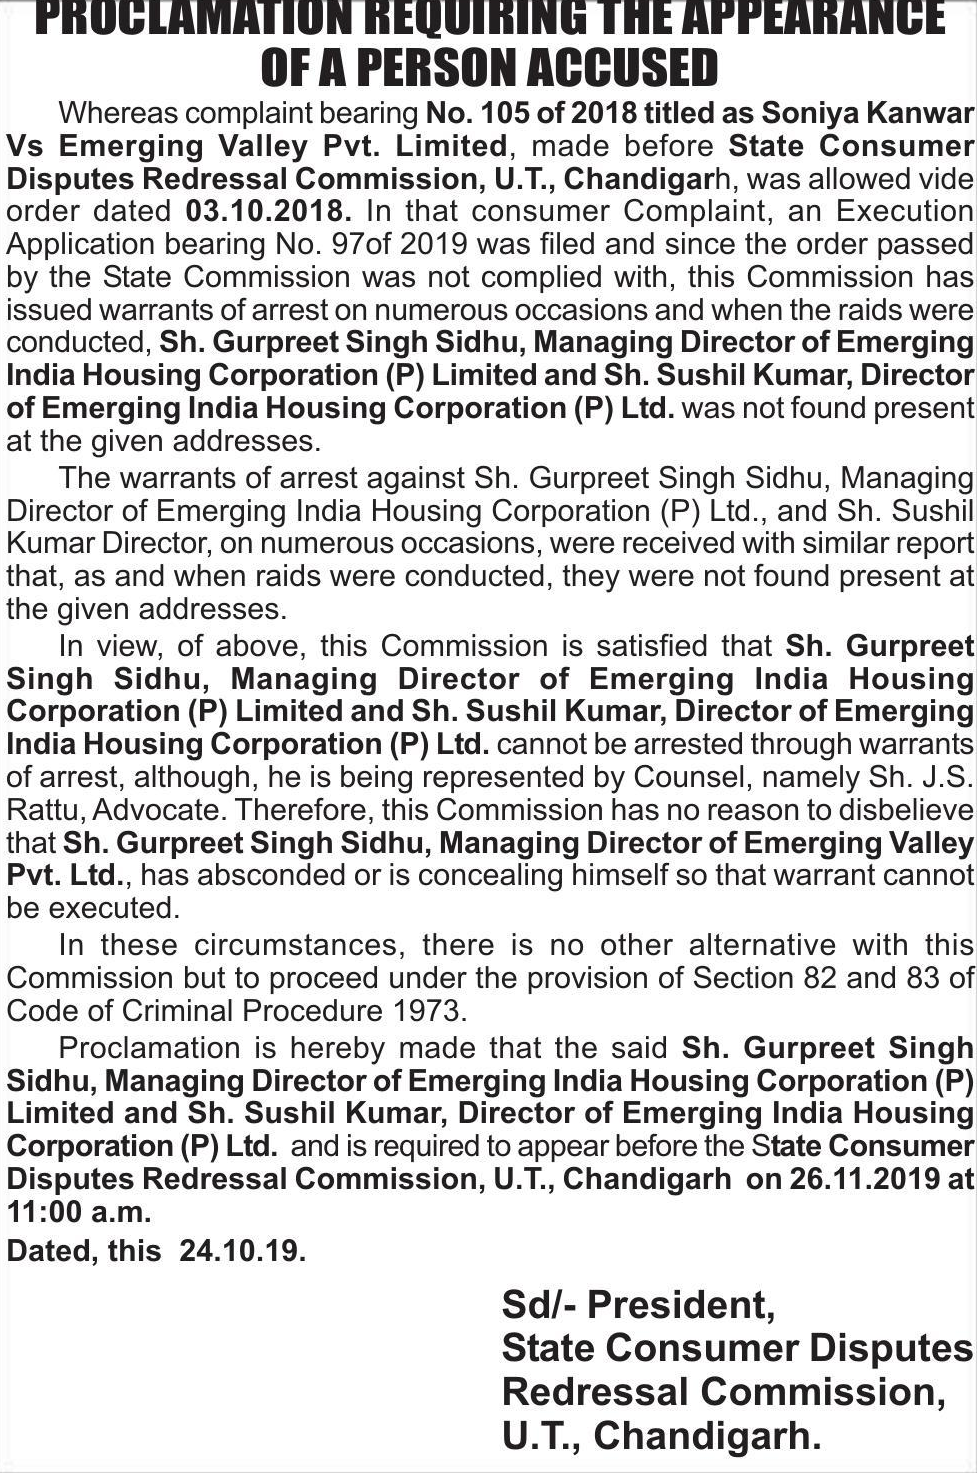 PROCLAMATION REQUIRING THE APPEARANCE
OF A PERSON ACCUSED
Whereas complaint bearing No. 105 of 2018 titled as Soniya Kanwar
Vs Emerging Valley Pvt. Limited, made before State Consumer
Disputes Redressal Commission, U.T., Chandigarh, was allowed vide
order dated 03.10.2018. In that consumer Complaint, an Execution
Application bearing No. 97of 2019 was filed and since the order passed
by the State Commission was not complied with, this Commission has
issued warrants of arrest on numerous occasions and when the raids were
conducted, Sh. Gurpreet Singh Sidhu, Managing Director of Emerging
India Housing Corporation (P) Limited and Sh. Sushil Kumar, Director
of Emerging India Housing Corporation (P) Ltd. was not found present
at the given addresses.
The warrants of arrest against Sh. Gurpreet Singh Sidhu, Managing
Director of Emerging India Housing Corporation (P) Ltd., and Sh. Sushil
Kumar Director, on numerous occasions, were received with similar report
that, as and when raids were conducted, they were not found present at
the given addresses.
In view, of above, this Commission is satisfied that Sh. Gurpreet
Singh Sidhu, Managing Director of Emerging India Housing
Corporation (P) Limited and Sh. Sushil Kumar, Director of Emerging
India Housing Corporation (P) Ltd. cannot be arrested through warrants
of arrest, although, he is being represented by Counsel, namely Sh. J.S.
Rattu, Advocate. Therefore, this Commission has no reason to disbelieve
that Sh. Gurpreet Singh Sidhu, Managing Director of Emerging Valley
Pvt. Ltd., has absconded or is concealing himself so that warrant cannot
be executed.
In these circumstances, there is no other alternative with this
Commission but to proceed under the provision of Section 82 and 83 of
Code of Criminal Procedure 1973.
Proclamation is hereby made that the said Sh. Gurpreet Singh
Sidhu, Managing Director of Emerging India Housing Corporation (P)
Limited and Sh. Sushil Kumar, Director of Emerging India Housing
Corporation (P) Ltd. and is required to appear before the State Consumer
Disputes Redressal Commission, U.T., Chandigarh on 26.11.2019 at
11:00 a.m.
Dated, this 24.10.19.
Sd/- President,
State Consumer Disputes
Redressal Commission,
U.T., Chandigarh.